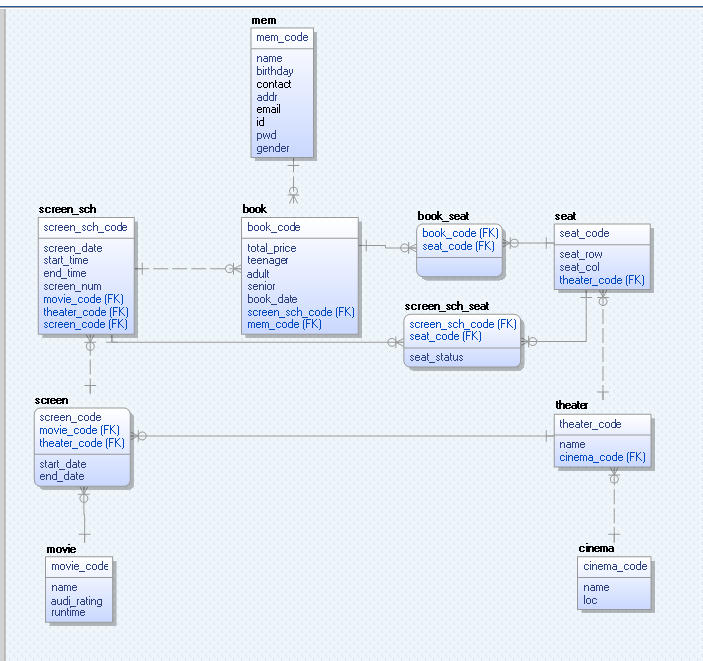 mem
mem_code
name
birthday
contact
addr
email
id
pwd
gender
screen_sch
screen_sch_code
screen_date
start_time
end_time
screen_num
movie_code (FK)
theater_code (FK)
screen_code (FK)
book
book_code
total_price
teenager
adult
senior
book_date
screen_sch_code (FK)
mem_code (FK)
book_seat
book_code (FK)
seat_code (FK)
seat
seat_code
seat_row
seat_col
theater_code (FK)
screen_sch_seat
screen_sch_code (FK)
seat_code (FK)
seat_status
screen
screen_code
movie_code (FK)
theater_code (FK)
start_date
end_date
theater
theater_code
name
cinema_code (FK)
movie
movie_code
name
audi_rating
runtime
cinema
cinema_code
name
loc